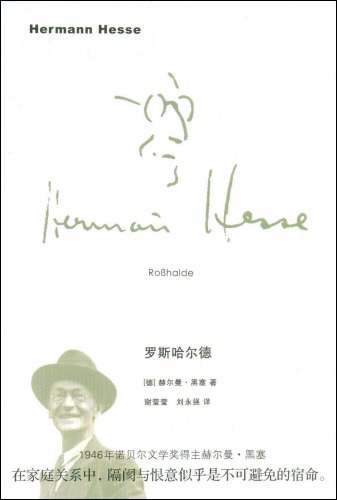 Hermann Hesse
Hermann Hesse
Roßhalde
罗斯哈尔德
[德] 赫尔曼·黑塞 著
谢莹莹 刘永强 译
1946年诺贝尔文学奖得主赫尔曼·黑塞
在家庭关系中，隔阂与恨意似乎是不可避免的宿命。